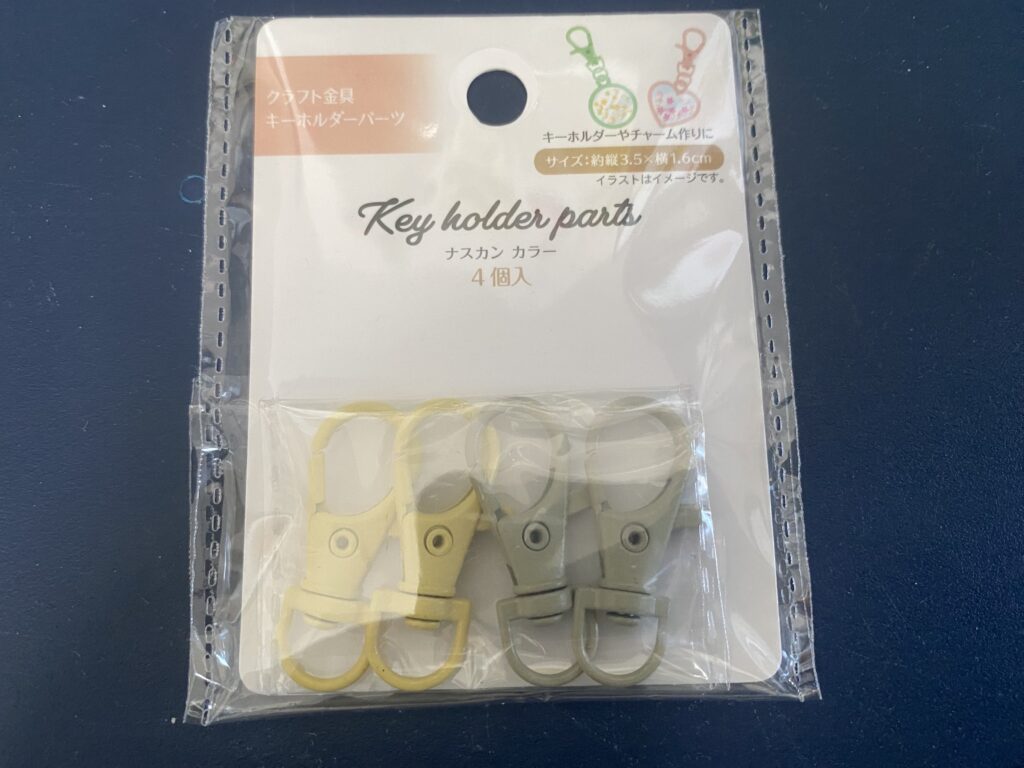 クラフト金具
キーホルダーパーツ
キーホルダーやチャーム作りに
サイズ:約縦3.5×横1.6cm
イラストはイメージです。
Key holder parts
ナスカン カラー
4個入